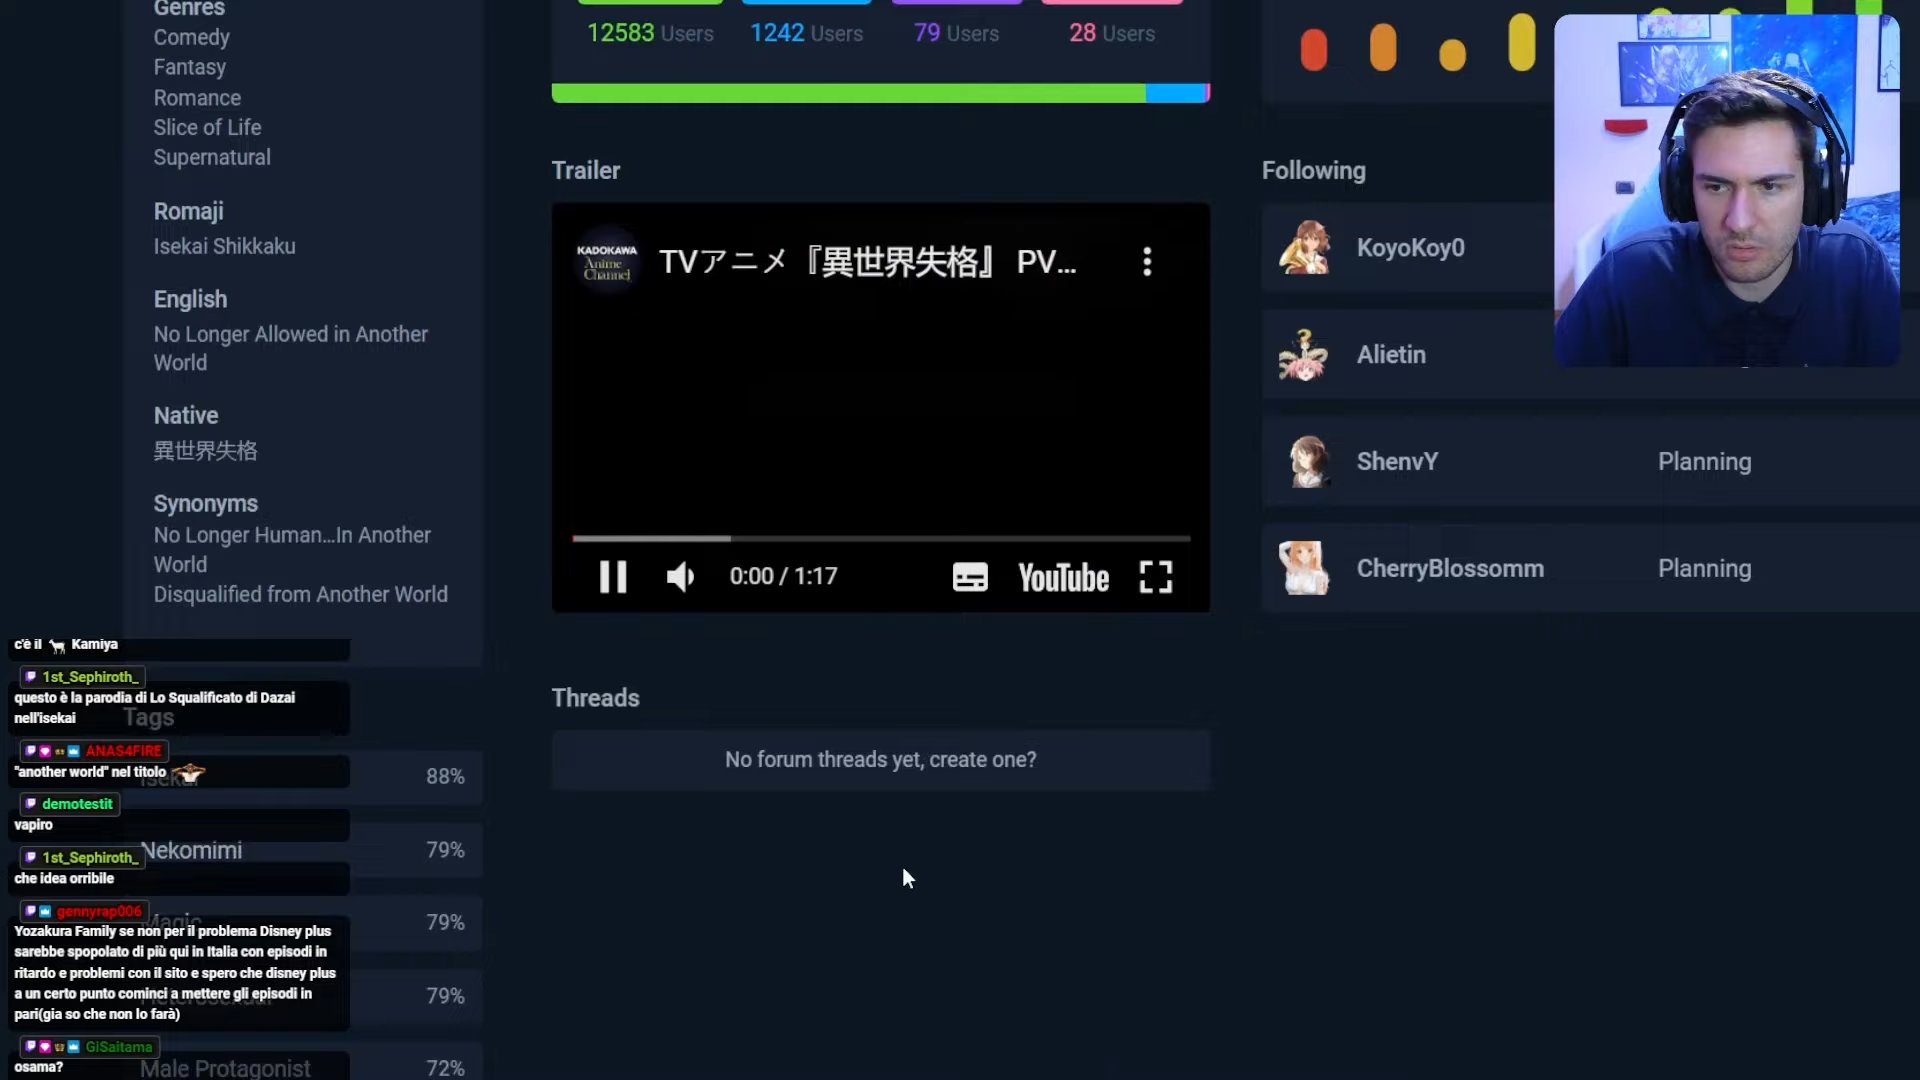 Genres
Comedy
Fantasy
Romance
Slice of Life
Supernatural
Romaji
Isekai Shikkaku
English
No Longer Allowed in Another
World
Native
異世界失格
Synonyms
No Longer Human...In Another
World
Disqualified from Another World
c'è il Kamiya
1st_Sephiroth_
questo è la parodia di Lo Squalificato di Dazai
nell'isekai
Tags
ANAS4FIRE
"another world" nel titolo
Isekai
88%
demotestit
vapiro
Nekomimi
79%
1st_Sephiroth_
che idea orribile
gennyrap006
Magic
79%
Yozakura Family se non per il problema Disney plus
sarebbe spopolato di più qui in Italia con episodi in
ritardo e problemi con il sito e spero che disney plus
a un certo punto cominci a mettere gli episodi in
pari(gia so che non lo farà)
Heterosexual
79%
GiSaitama
osama?
Male Protagonist
72%
12583 Users
1242 Users
79 Users
28 Users
Trailer
KADOKAWA
Anime
Channel
TVアニメ『異世界失格』 PV...
0:00 / 1:17
YouTube
Threads
No forum threads yet, create one?
Following
KoyoKoy0
Alietin
ShenvY
Planning
CherryBlossomm
Planning